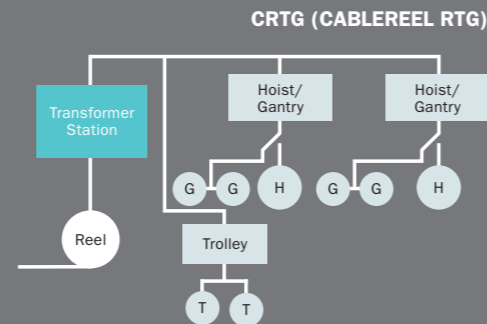 CRTG (CABLEREEL RTG)
Hoist/
Gantry
Hoist/
Gantry
Transformer
Station
G
G
H
G
G
H
Reel
Trolley
T
T